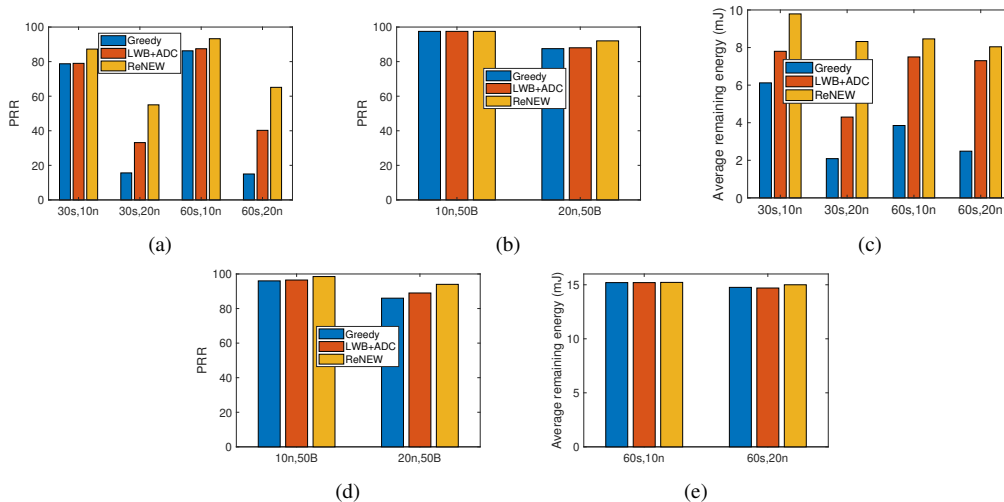 PRR
100
80
60
40
20
0
Greedy
LWB+ADC
ReNEW
30s,10n 30s,20n 60s,10n 60s,20n
(a)
PRR
100
80
60
40
20
0
Greedy
LWB+ADC
ReNEW
10n,50B 20n,50B
(b)
Average remaining energy (mJ)
10
8
6
4
2
0
Greedy
LWB+ADC
ReNEW
30s,10n 30s,20n 60s,10n 60s,20n
(c)
PRR
100
80
60
40
20
0
Greedy
LWB+ADC
ReNEW
10n,50B 20n,50B
(d)
Average remaining energy (mJ)
15
10
5
0
60s,10n 60s,20n
(e)